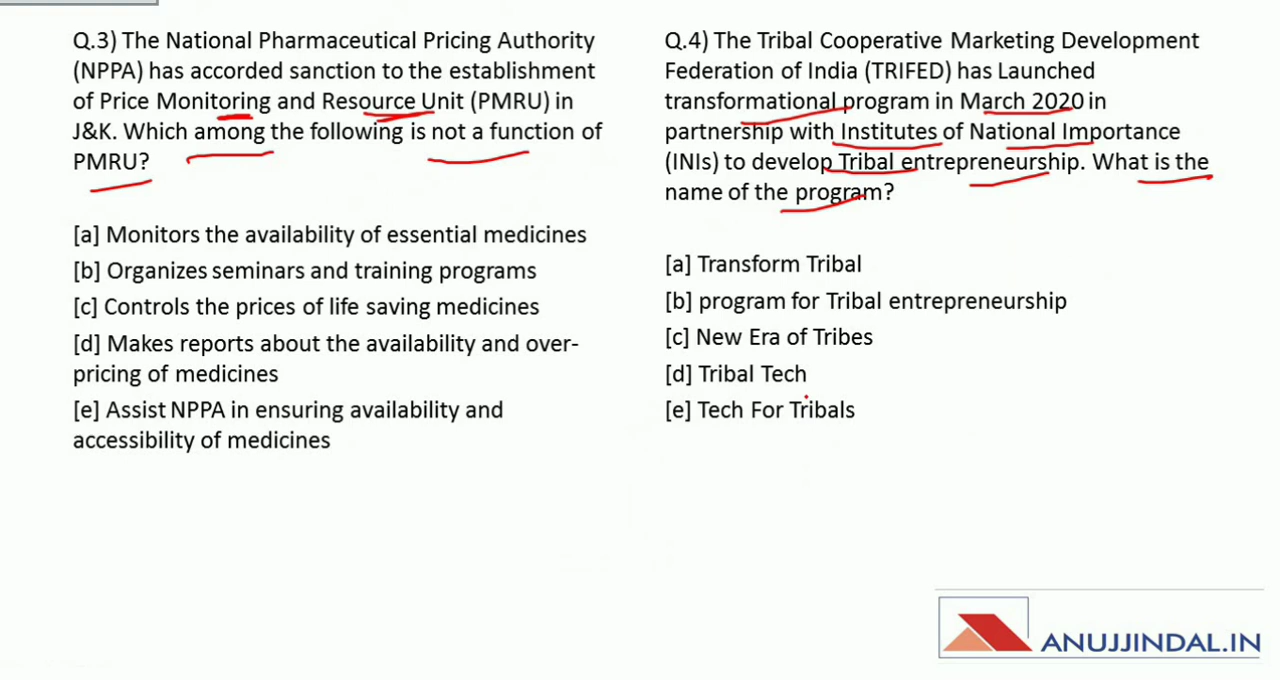 Q.3) The National Pharmaceutical Pricing Authority
(NPPA) has accorded sanction to the establishment
of Price Monitoring and Resource Unit (PMRU) in
J&K. Which among the following is not a function of
PMRU?
[a] Monitors the availability of essential medicines
[b] Organizes seminars and training programs
[c] Controls the prices of life saving medicines
[d] Makes reports about the availability and over-
pricing of medicines
[e] Assist NPPA in ensuring availability and
accessibility of medicines
Q.4) The Tribal Cooperative Marketing Development
Federation of India (TRIFED) has Launched
transformational program in March 2020 in
partnership with Institutes of National Importance
(INIs) to develop Tribal entrepreneurship. What is the
name of the program?
[a] Transform Tribal
[b] program for Tribal entrepreneurship
[c] New Era of Tribes
[d] Tribal Tech
[e] Tech For Tribals
ANUJJINDAL.IN